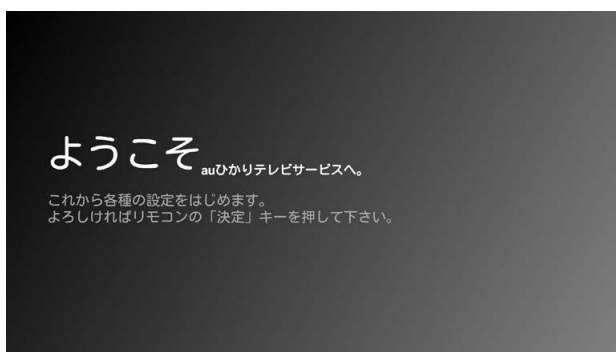 ようこそ auひかりテレビサービスへ。
これから各種の設定をはじめます。
よろしければリモコンの「決定」キーを押して下さい。